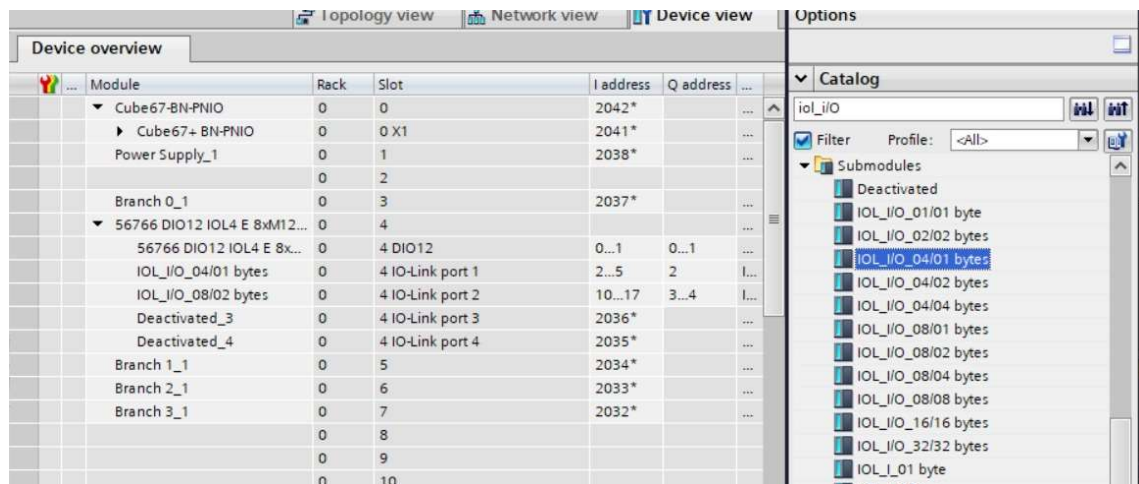 Topology view Network view Device view Options
Device overview
... Module Rack Slot I address Q address ...
Catalog
iol_i/O
Filter Profile: <All>
Cube67-BN-PNIO 0 0 2042* ...
Cube67+ BN-PNIO 0 0 X1 2041* ...
Power Supply_1 0 1 2038* ...
0 2
Branch 0_1 0 3 2037* ...
56766 DIO12 IOL4 E 8xM12... 0 4 ...
56766 DIO12 IOL4 E 8x... 0 4 DIO12 0...1 0...1 ...
IOL_I/O_04/01 bytes 0 4 IO-Link port 1 2...5 2 I...
IOL_I/O_08/02 bytes 0 4 IO-Link port 2 10...17 3...4 I...
Deactivated_3 0 4 IO-Link port 3 2036* ...
Deactivated_4 0 4 IO-Link port 4 2035* ...
Branch 1_1 0 5 2034* ...
Branch 2_1 0 6 2033* ...
Branch 3_1 0 7 2032* ...
0 8
0 9
0 10
Submodules
Deactivated
IOL_I/O_01/01 byte
IOL_I/O_02/02 bytes
IOL_I/O_04/01 bytes
IOL_I/O_04/02 bytes
IOL_I/O_04/04 bytes
IOL_I/O_08/01 bytes
IOL_I/O_08/02 bytes
IOL_I/O_08/04 bytes
IOL_I/O_08/08 bytes
IOL_I/O_16/16 bytes
IOL_I/O_32/32 bytes
IOL_I_01 byte